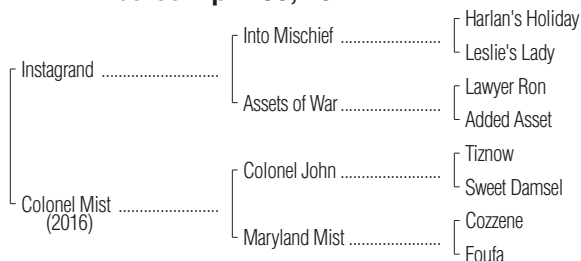 Harlan's Holiday
Into Mischief
Leslie's Lady
Instagrand
Lawyer Ron
Assets of War
Added Asset
Tiznow
Colonel John
Sweet Damsel
Colonel Mist
(2016)
Cozzene
Maryland Mist
Foufa